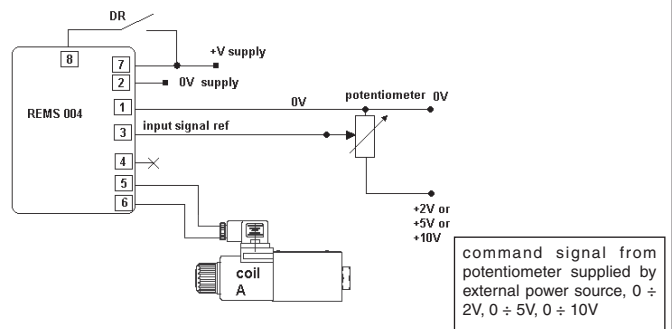 DR
8
7
+V supply
2
0V supply
REMS 004
1
0V
potentiometer 0V
3
input signal ref
4
5
6
+2V or
+5V or
+10V
coil
A
command signal from
potentiometer supplied by
external power source, 0 ÷
2V, 0 ÷ 5V, 0 ÷ 10V